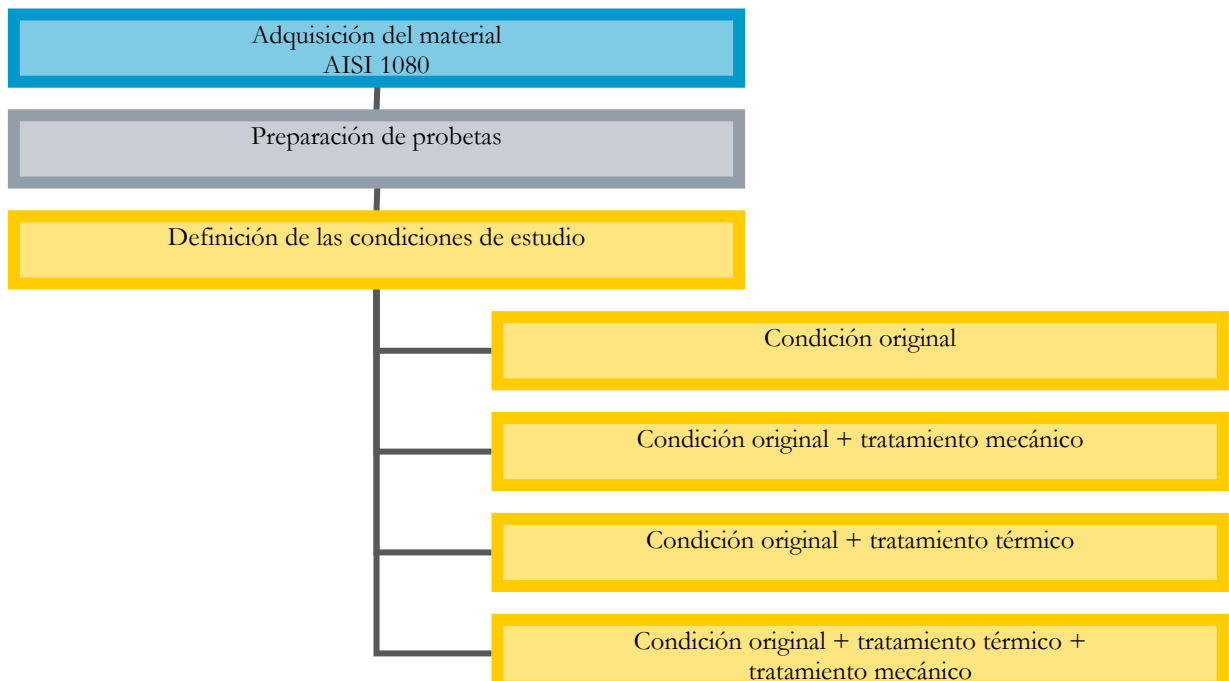 Adquisición del material
AISI 1080
Preparación de probetas
Definición de las condiciones de estudio
Condición original
Condición original + tratamiento mecánico
Condición original + tratamiento térmico
Condición original + tratamiento térmico +
tratamiento mecánico